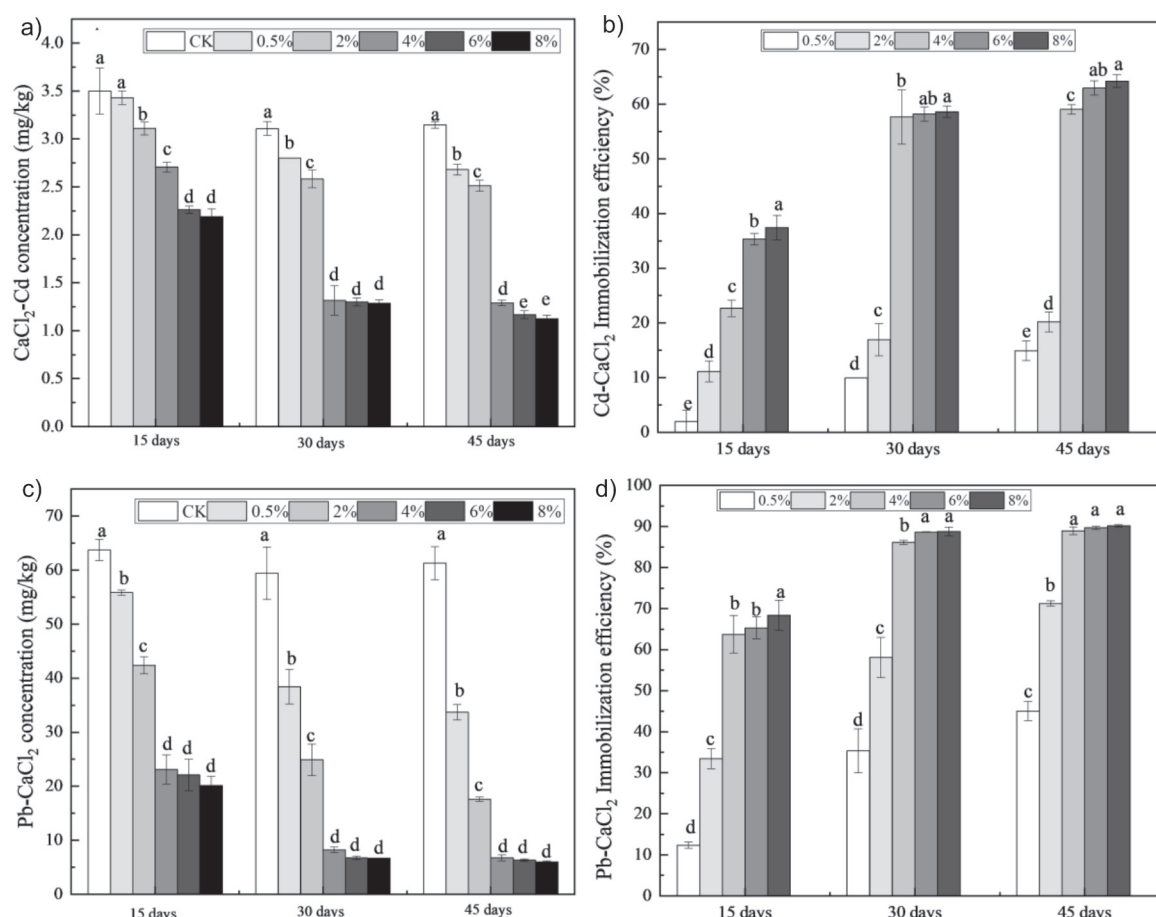 a)
CK 0.5% 2% 4% 6% 8%
CaCl₂-Cd concentration (mg/kg)
4.0
3.5
3.0
2.5
2.0
1.5
1.0
0.5
0.0
a a b c d d
a b c d d d
a b c d e e
15 days 30 days 45 days
b)
0.5% 2% 4% 6% 8%
Cd-CaCl₂ Immobilization efficiency (%)
70
60
50
40
30
20
10
0
e d c b a
d c b ab a
e d c ab a
15 days 30 days 45 days
c)
CK 0.5% 2% 4% 6% 8%
Pb-CaCl₂ concentration (mg/kg)
70
60
50
40
30
20
10
0
a b c d d d
a b c d d d
a b c d d d
15 days 30 days 45 days
d)
0.5% 2% 4% 6% 8%
Pb-CaCl₂ Immobilization efficiency (%)
100
90
80
70
60
50
40
30
20
10
0
d c b b a
d c b a a
c b a a a
15 days 30 days 45 days